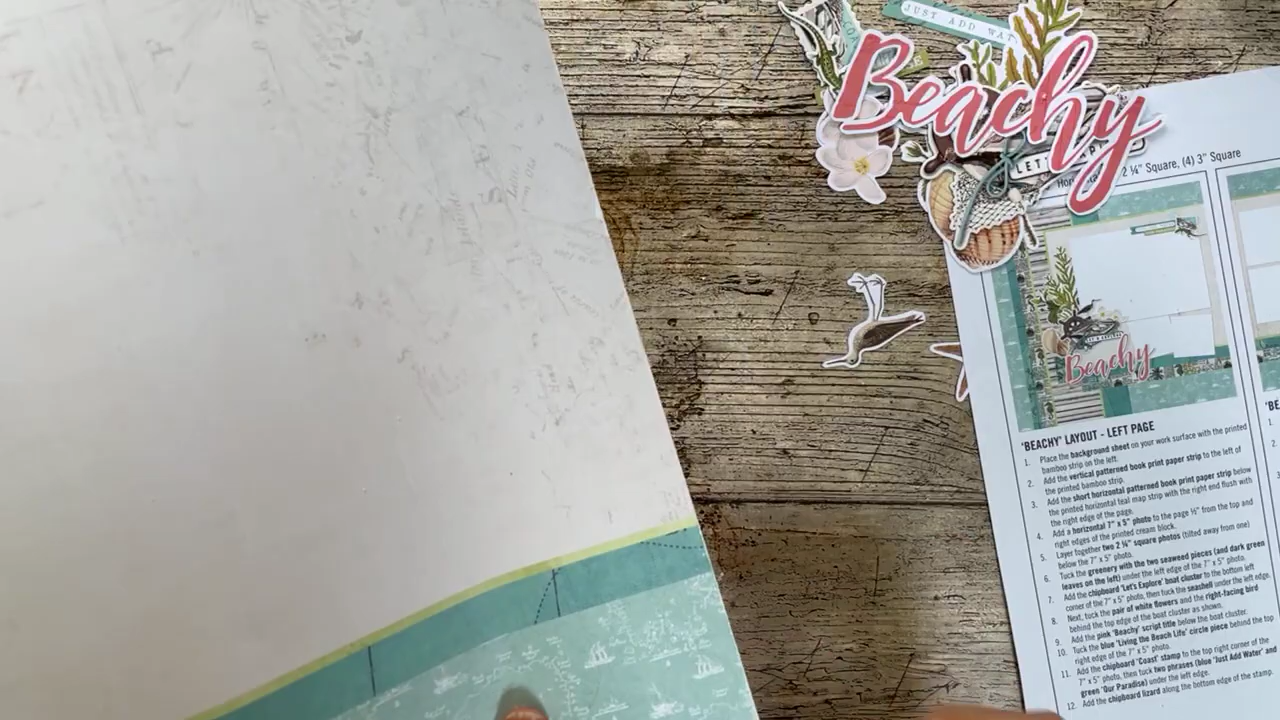 JUST ADD WAT
Beachy
LET'
2 ¼" Square, (4) 3" Square
Beachy
'BEACHY' LAYOUT - LEFT PAGE
1. Place the background sheet on your work surface with the printed
bamboo strip on the left.
2. Add the vertical patterned book print paper strip to the left of
the printed bamboo strip.
3. Add the short horizontal patterned book print paper strip below
the printed horizontal teal map strip with the right end flush with
the right edge of the page.
4. Add a horizontal 7" x 5" photo to the page ½" from the top and
right edges of the printed cream block.
5. Layer together two 2 ¼" square photos (tilted away from one)
below the 7" x 5" photo.
6. Tuck the greenery with the two seaweed pieces (and dark green
leaves on the left) under the left edge of the 7" x 5" photo.
7. Add the chipboard 'Let's Explore' boat cluster to the bottom left
corner of the 7" x 5" photo, then tuck the seashell under the left edge.
8. Next, tuck the pair of white flowers and the right-facing bird
behind the top edge of the boat cluster as shown.
9. Add the pink 'Beachy' script title below the boat cluster.
10. Tuck the blue 'Living the Beach Life' circle piece behind the top
right edge of the 7" x 5" photo.
11. Add the chipboard 'Coast' stamp to the top right corner of the
7" x 5" photo, then tuck two phrases (blue 'Just Add Water' and
green 'Our Paradise) under the left edge.
12. Add the chipboard lizard along the bottom edge of the stamp.
'BE
1.
2.
3.